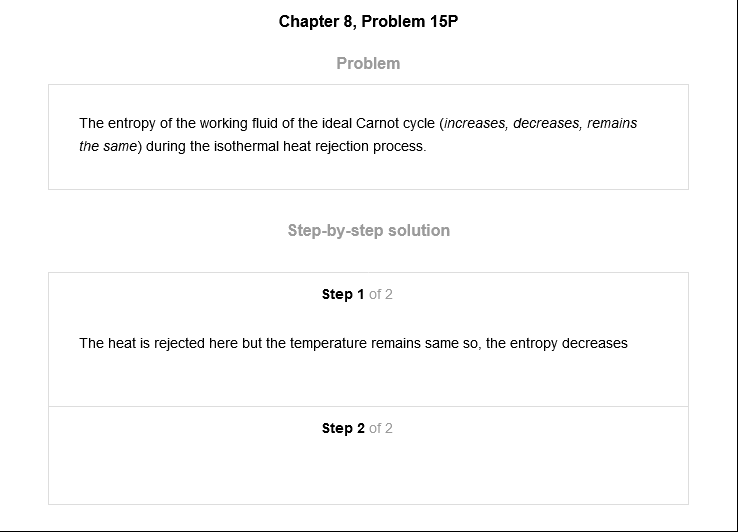 Chapter 8, Problem 15P
Problem
The entropy of the working fluid of the ideal Carnot cycle (increases, decreases, remains
the same) during the isothermal heat rejection process.
Step-by-step solution
Step 1 of 2
The heat is rejected here but the temperature remains same so, the entropy decreases
Step 2 of 2